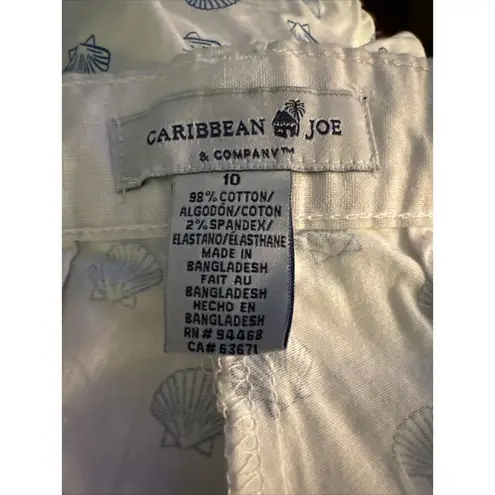 CARIBBEAN JOE
& COMPANY™
10
98% COTTON/
ALGODÓN/COTON
2% SPANDEX/
ELASTANO/ÉLASTHANE
MADE IN
BANGLADESH
FAIT AU
BANGLADESH
HECHO EN
BANGLADESH
RN# 94468
CA# 63671